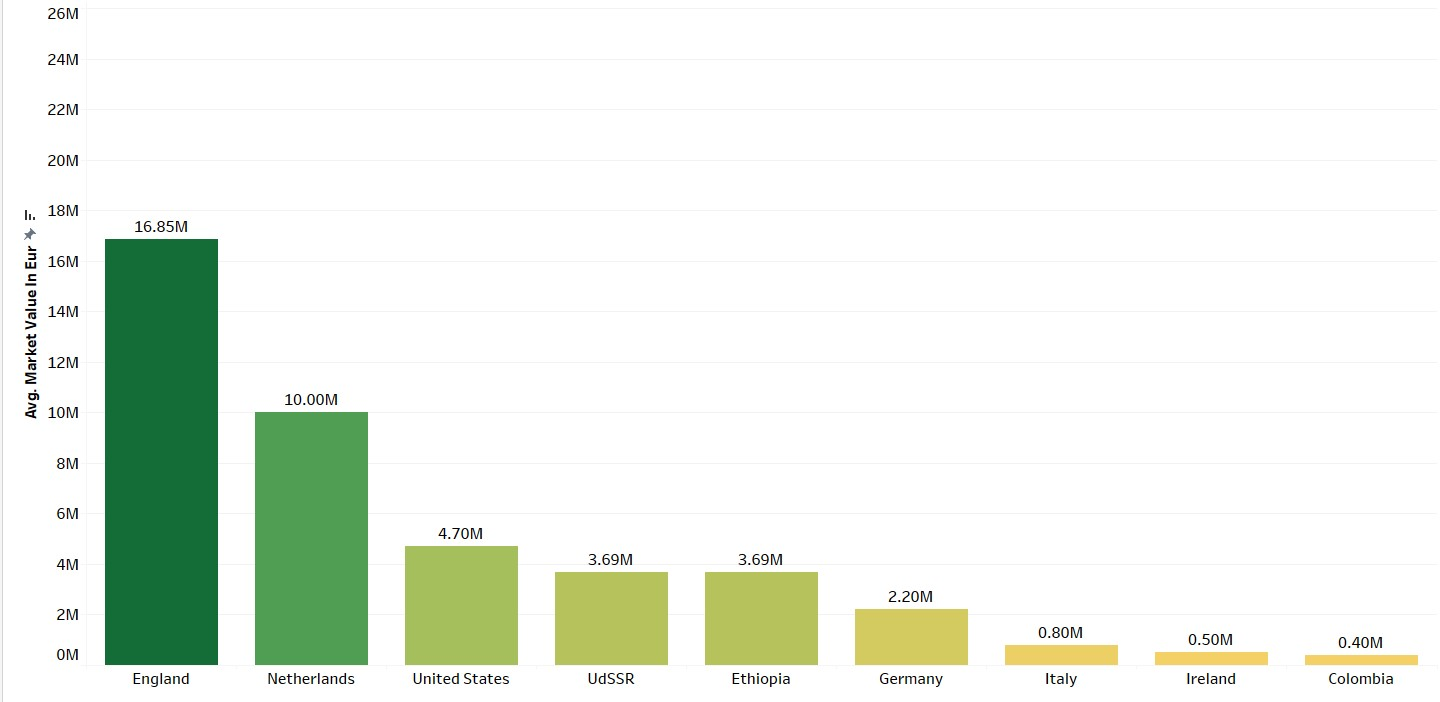 26M
24M
22M
20M
18M
16M
14M
12M
10M
8M
6M
4M
2M
0M
Avg. Market Value In Eur
16.85M
10.00M
4.70M
3.69M
3.69M
2.20M
0.80M
0.50M
0.40M
England
Netherlands
United States
UdSSR
Ethiopia
Germany
Italy
Ireland
Colombia